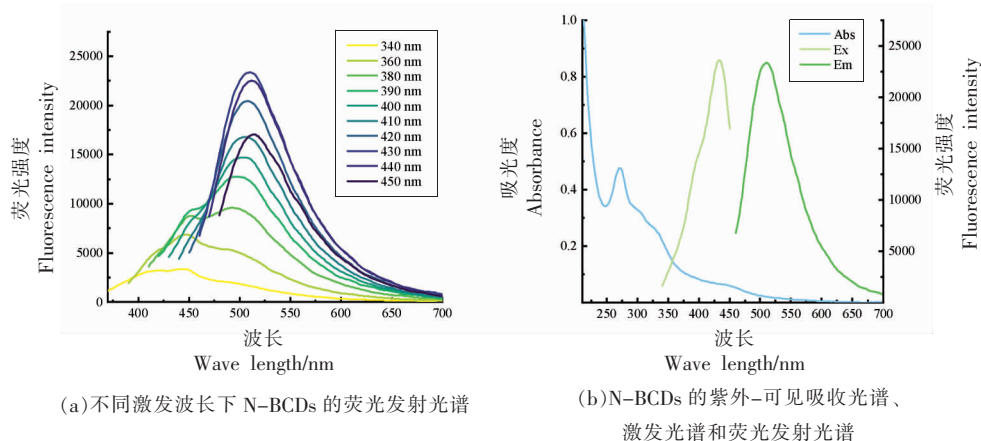 荧光强度
Fluorescence intensity
25000
20000
15000
10000
5000
0
340 nm
360 nm
380 nm
390 nm
400 nm
410 nm
420 nm
430 nm
440 nm
450 nm
400 450 500 550 600 650 700
波长
Wave length/nm
(a)不同激发波长下 N-BCDs 的荧光发射光谱
吸光度
Absorbance
1.0
0.8
0.6
0.4
0.2
Abs
Ex
Em
25000
20000
15000
10000
5000
0
荧光强度
Fluorescence intensity
250 300 350 400 450 500 550 600 650 700
波长
Wave length/nm
(b)N-BCDs 的紫外-可见吸收光谱、
激发光谱和荧光发射光谱